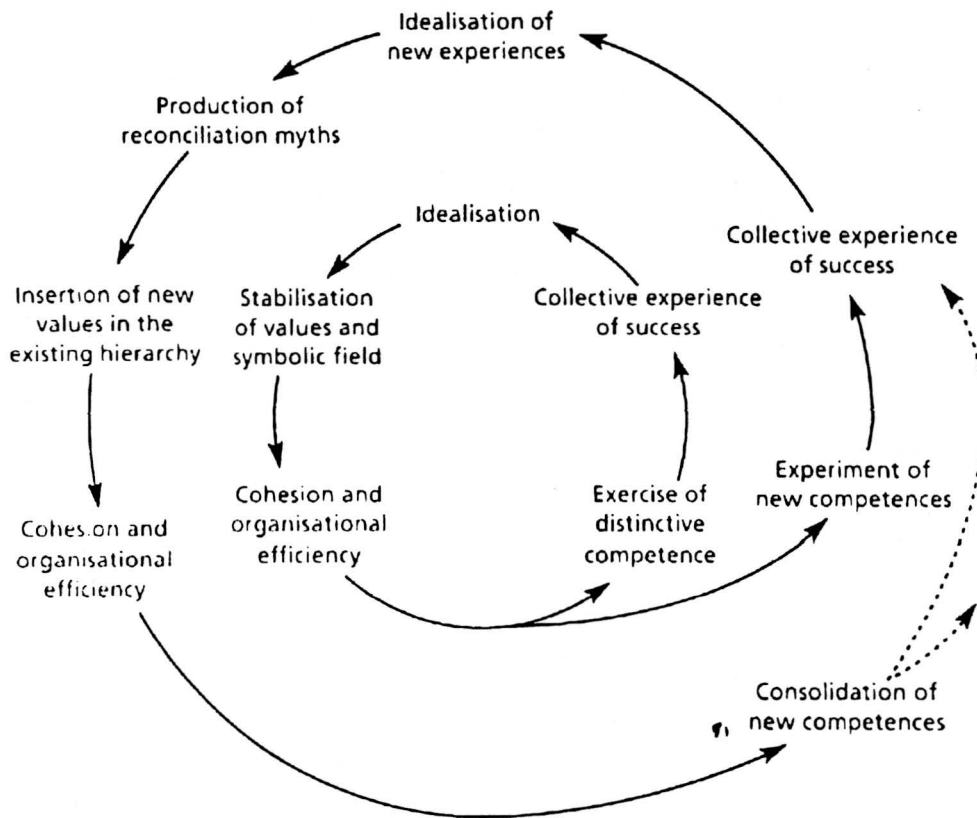 Idealisation of
new experiences
Production of
reconciliation myths
Idealisation
Collective experience
of success
Insertion of new
values in the
existing hierarchy
Stabilisation
of values and
symbolic field
Collective experience
of success
Experiment of
new competences
Cohesion and
organisational
efficiency
Exercise of
distinctive
competence
Cohesion and
organisational
efficiency
Consolidation of
new competences